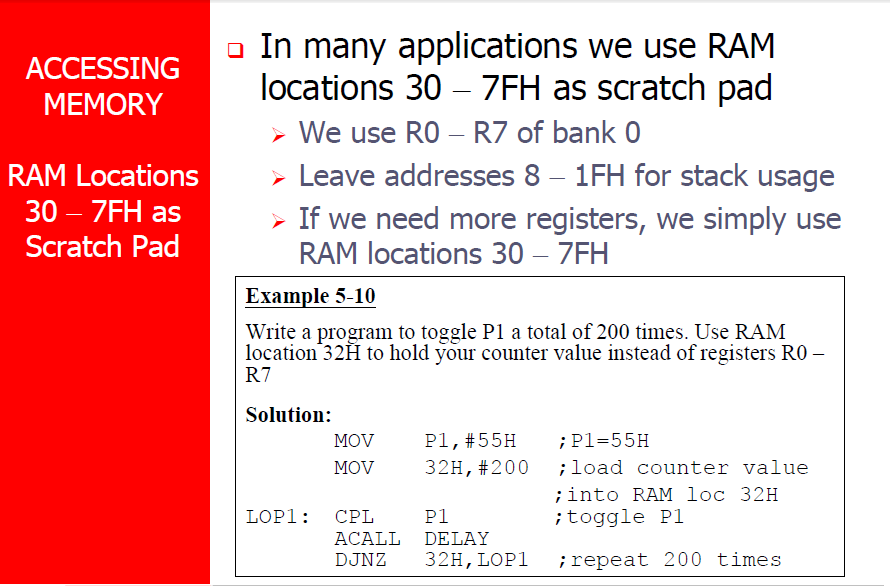 ACCESSING
MEMORY
RAM Locations
30 – 7FH as
Scratch Pad
In many applications we use RAM
locations 30 – 7FH as scratch pad
We use R0 – R7 of bank 0
Leave addresses 8 – 1FH for stack usage
If we need more registers, we simply use
RAM locations 30 – 7FH
Example 5-10
Write a program to toggle P1 a total of 200 times. Use RAM
location 32H to hold your counter value instead of registers R0 –
R7
Solution:
MOV P1,#55H ;P1=55H
MOV 32H,#200 ;load counter value
;into RAM loc 32H
LOP1: CPL P1 ;toggle P1
ACALL DELAY
DJNZ 32H,LOP1 ;repeat 200 times